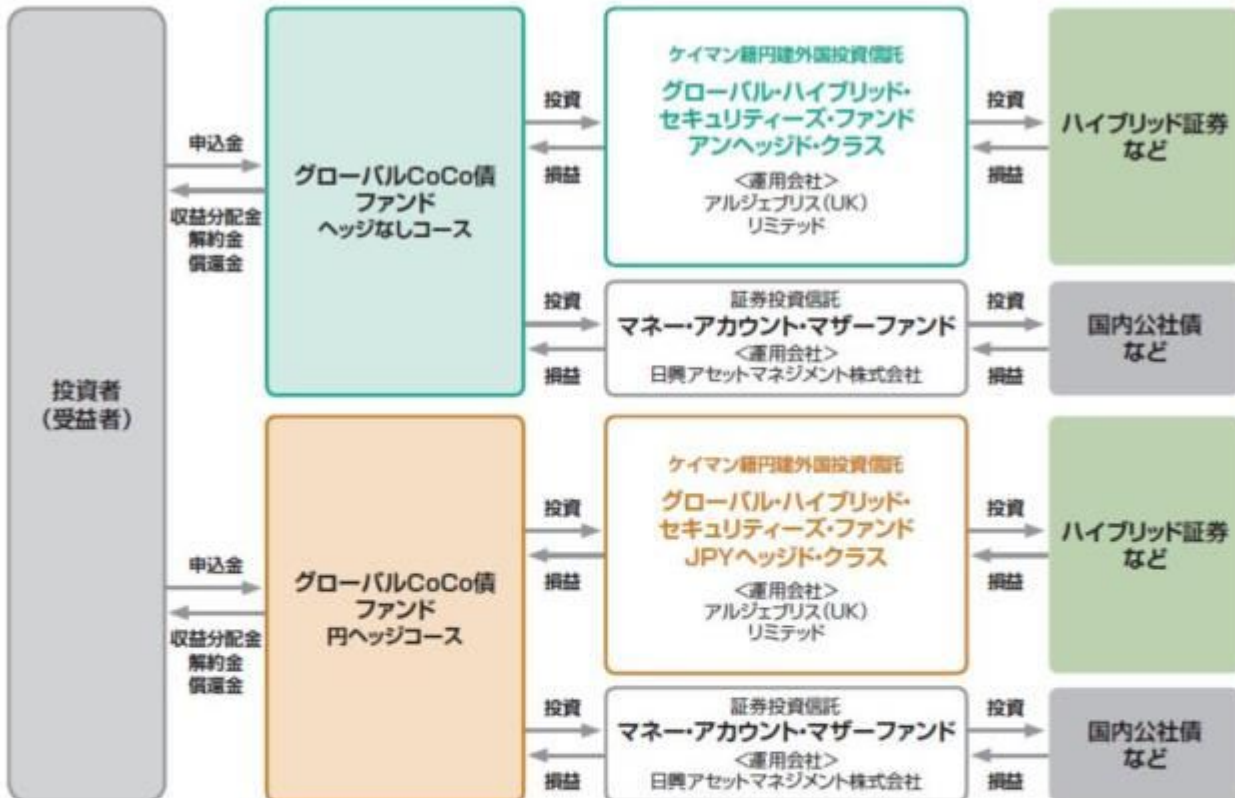 投資者
（受益者）
申込金
収益分配金
解約金
償還金
グローバルCoCo債
ファンド
ヘッジなしコース
投資
損益
ケイマン籍円建外国投資信託
グローバル・ハイブリッド・
セキュリティーズ・ファンド
アンヘッジド・クラス
＜運用会社＞
アルジェブリス（UK）
リミテッド
投資
損益
ハイブリッド証券
など
投資
損益
証券投資信託
マネー・アカウント・マザーファンド
＜運用会社＞
日興アセットマネジメント株式会社
投資
損益
国内公社債
など
申込金
収益分配金
解約金
償還金
グローバルCoCo債
ファンド
円ヘッジコース
投資
損益
ケイマン籍円建外国投資信託
グローバル・ハイブリッド・
セキュリティーズ・ファンド
JPYヘッジド・クラス
＜運用会社＞
アルジェブリス（UK）
リミテッド
投資
損益
ハイブリッド証券
など
投資
損益
証券投資信託
マネー・アカウント・マザーファンド
＜運用会社＞
日興アセットマネジメント株式会社
投資
損益
国内公社債
など